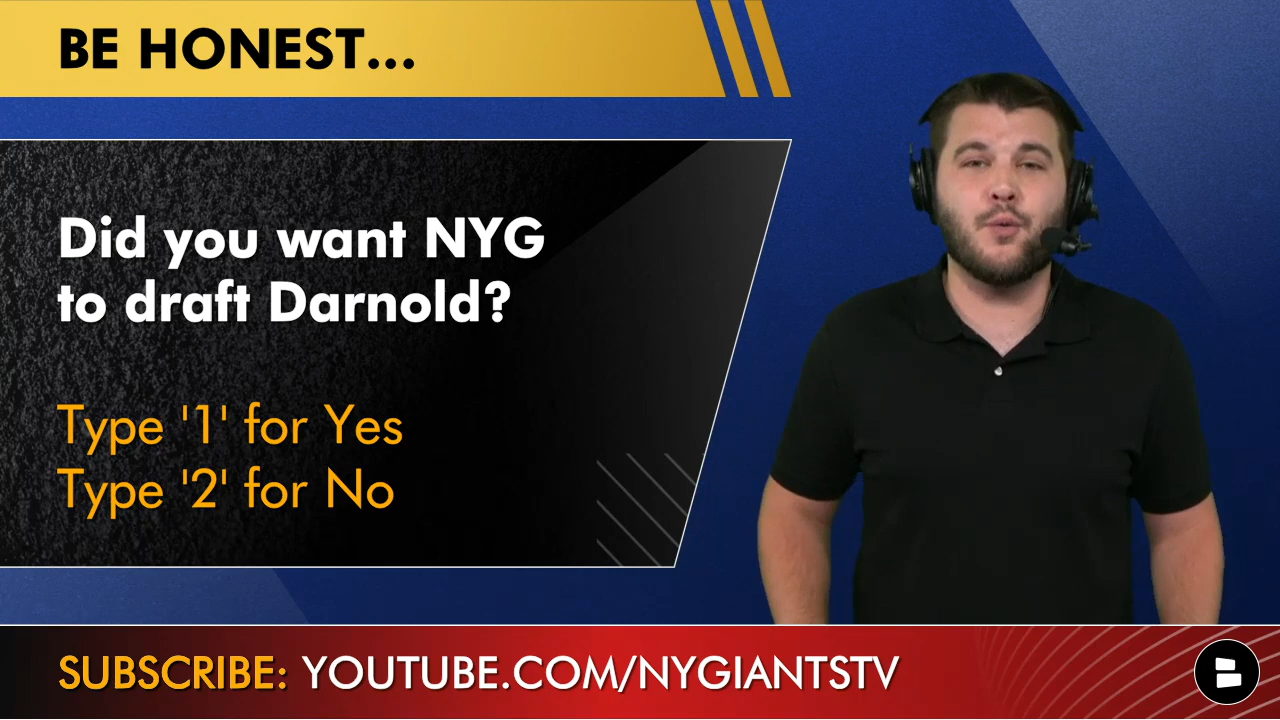 BE HONEST...
Did you want NYG
to draft Darnold?
Type '1' for Yes
Type '2' for No
SUBSCRIBE: YOUTUBE.COM/NYGIANTSTV